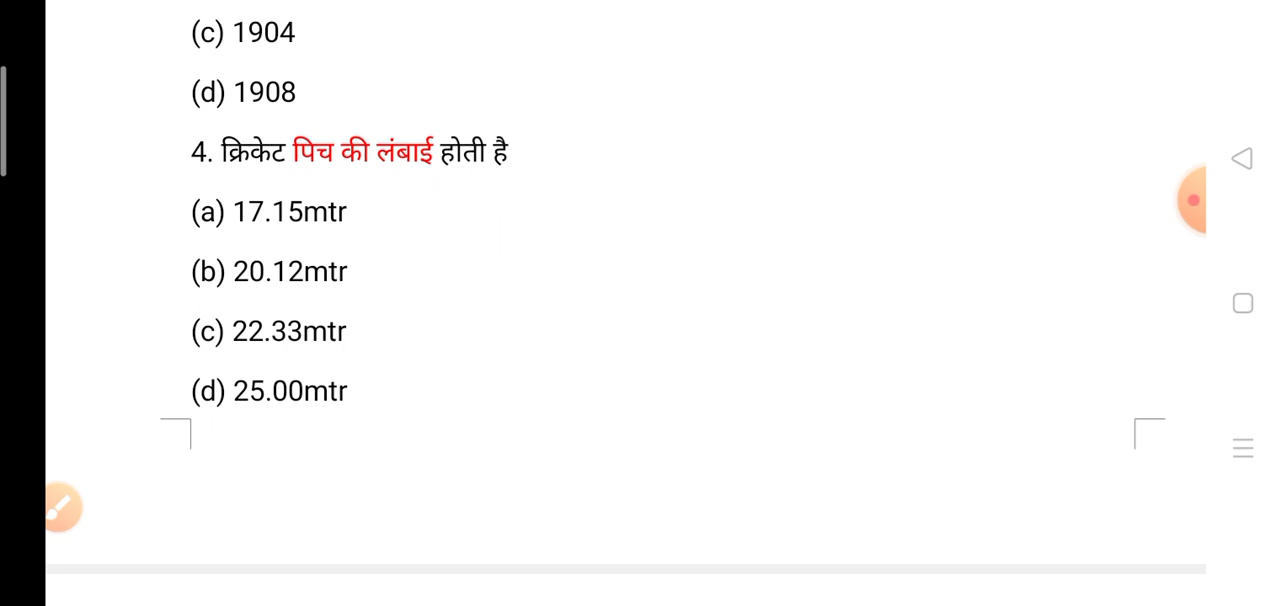 (c) 1904
(d) 1908
4. क्रिकेट पिच की लंबाई होती है
(a) 17.15mtr
(b) 20.12mtr
(c) 22.33mtr
(d) 25.00mtr